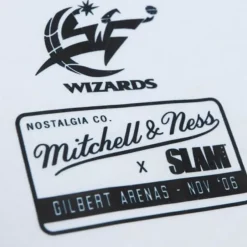 WIZARDS
NOSTALGIA CO.
Mitchell & Ness
X SLAM
GILBERT ARENAS - NOV '06